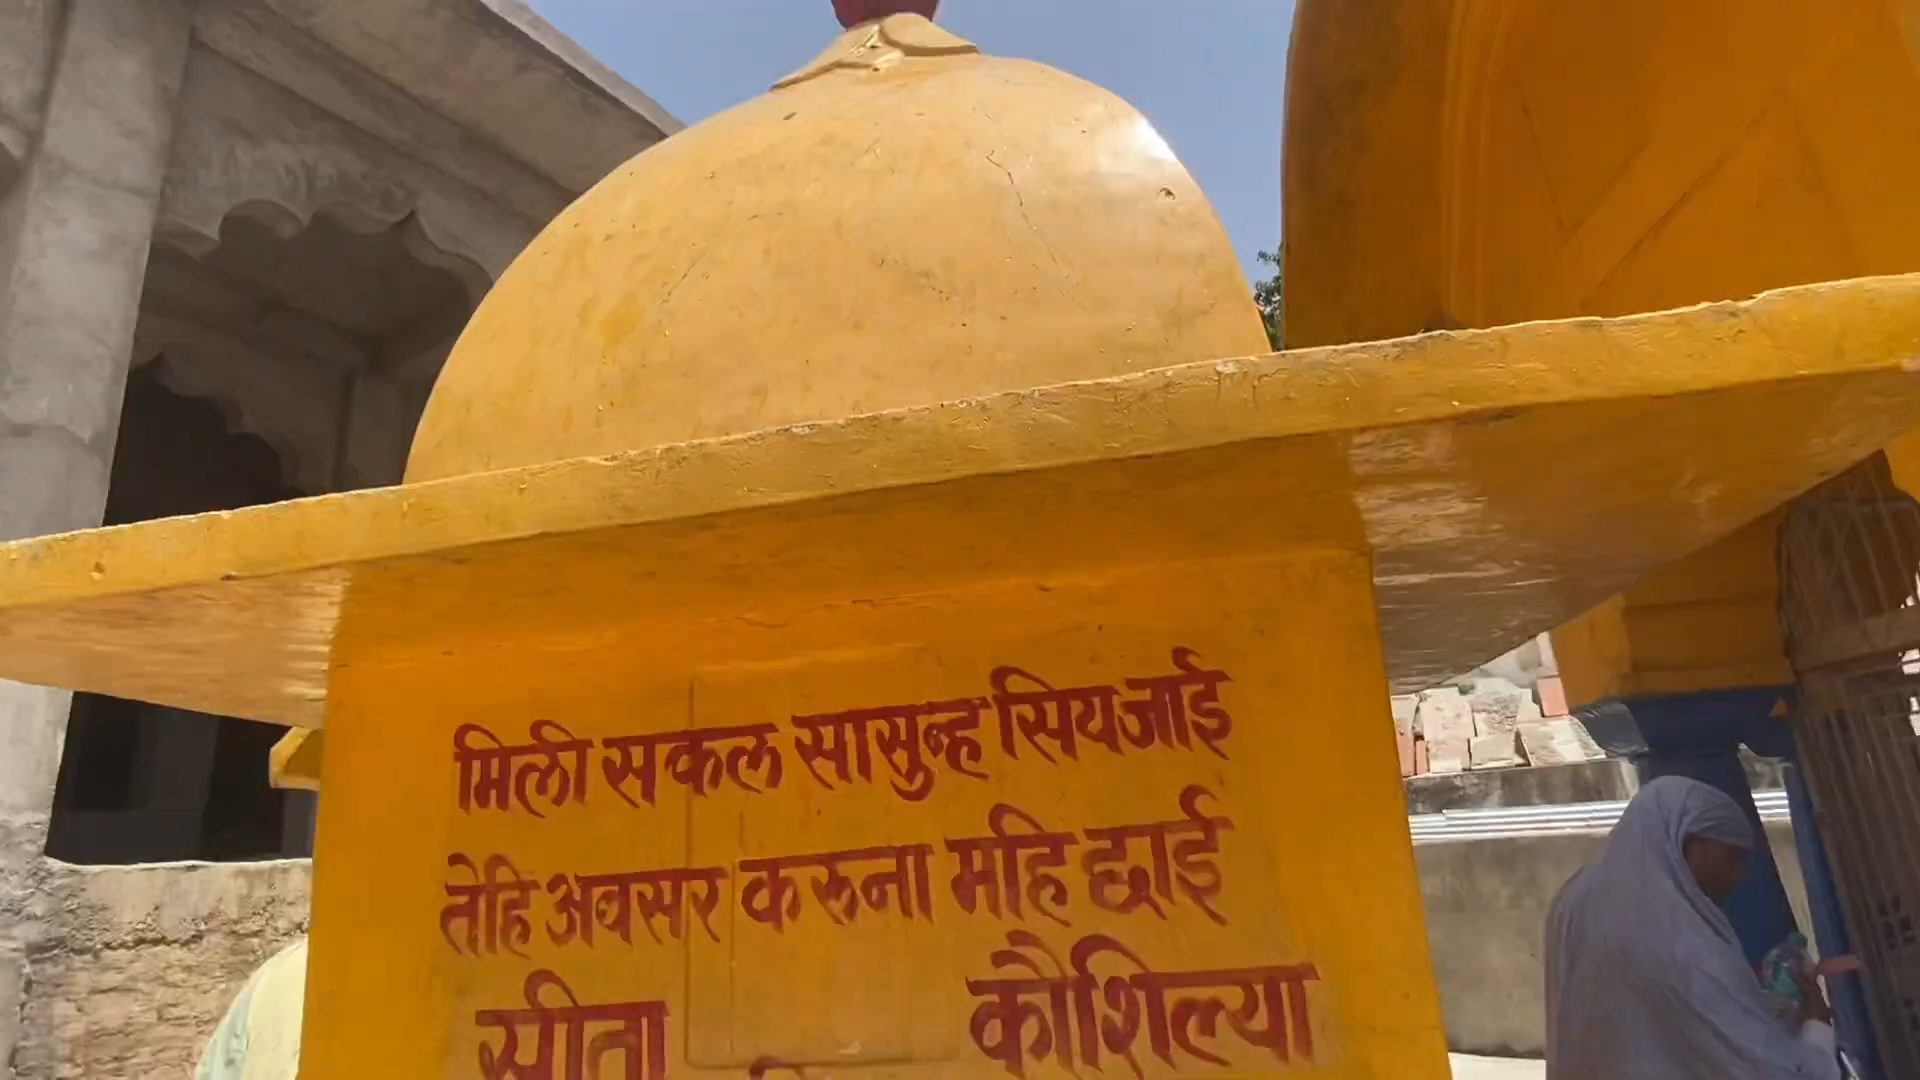 मिली सकल सासुन्ह सियजाई
तेहि अवसर करुना महि छाई
सीता कौशिल्या